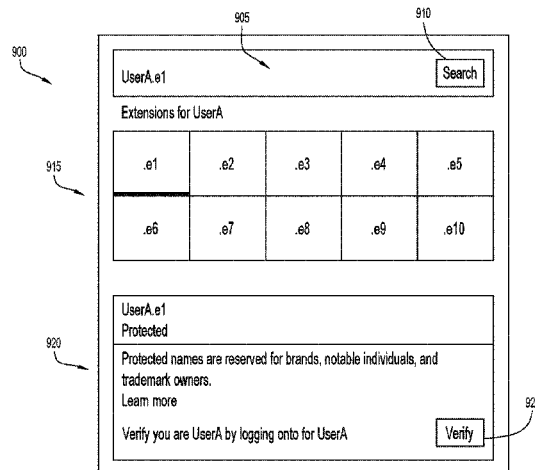 900
905
910
UserA.e1
Search
Extensions for UserA
915
.e1 .e2 .e3 .e4 .e5
.e6 .e7 .e8 .e9 .e10
920
UserA.e1
Protected
Protected names are reserved for brands, notable individuals, and
trademark owners.
Learn more
Verify you are UserA by logging onto for UserA
Verify